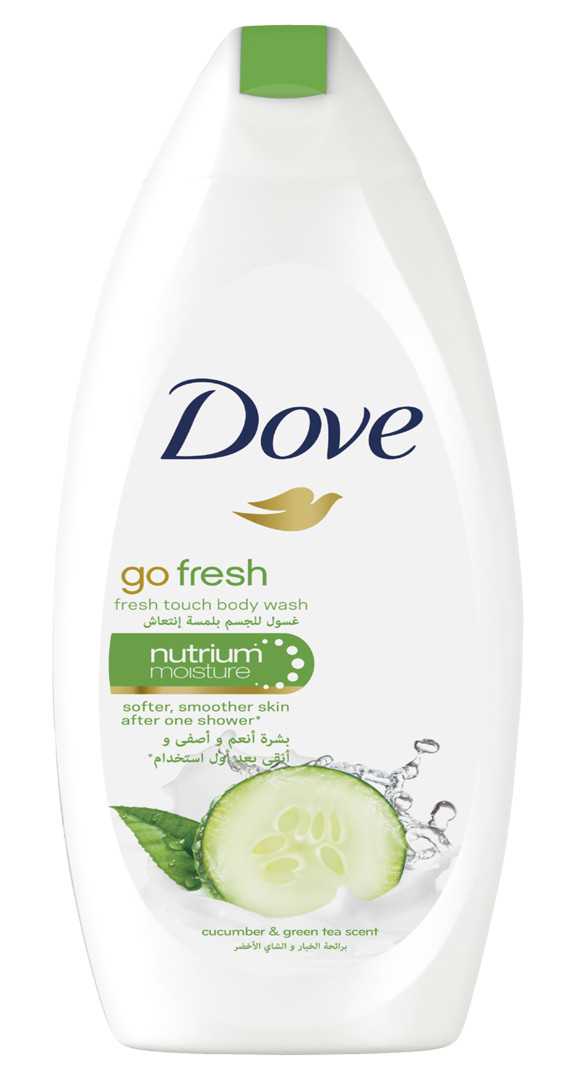 Dove
go fresh
fresh touch body wash
غسول للجسم بلمسة إنتعاش
nutrium
moisture
softer, smoother skin
after one shower*
بشرة أنعم و أصفى و
أنقى بعد أول استخدام*
cucumber & green tea scent
برائحة الخيار و الشاي الأخضر